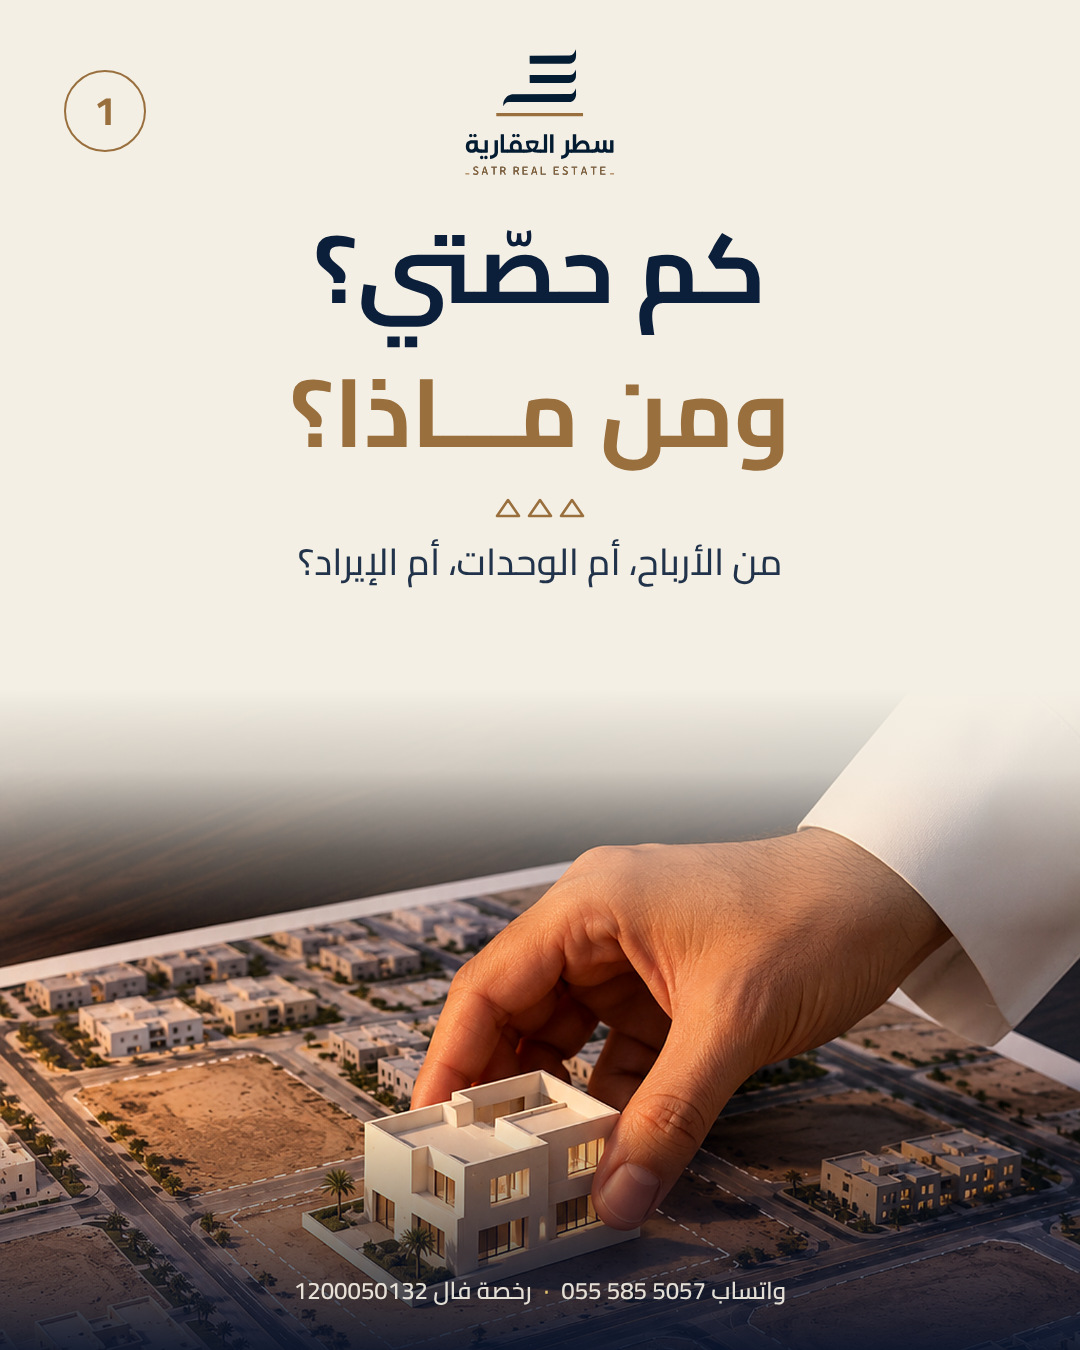 1
سطر العقارية
SATR REAL ESTATE
كم حصّتي؟
ومن مـــاذا؟
من الأرباح، أم الوحدات، أم الإيراد؟
واتساب 5057 585 055 · رخصة فال 1200050132